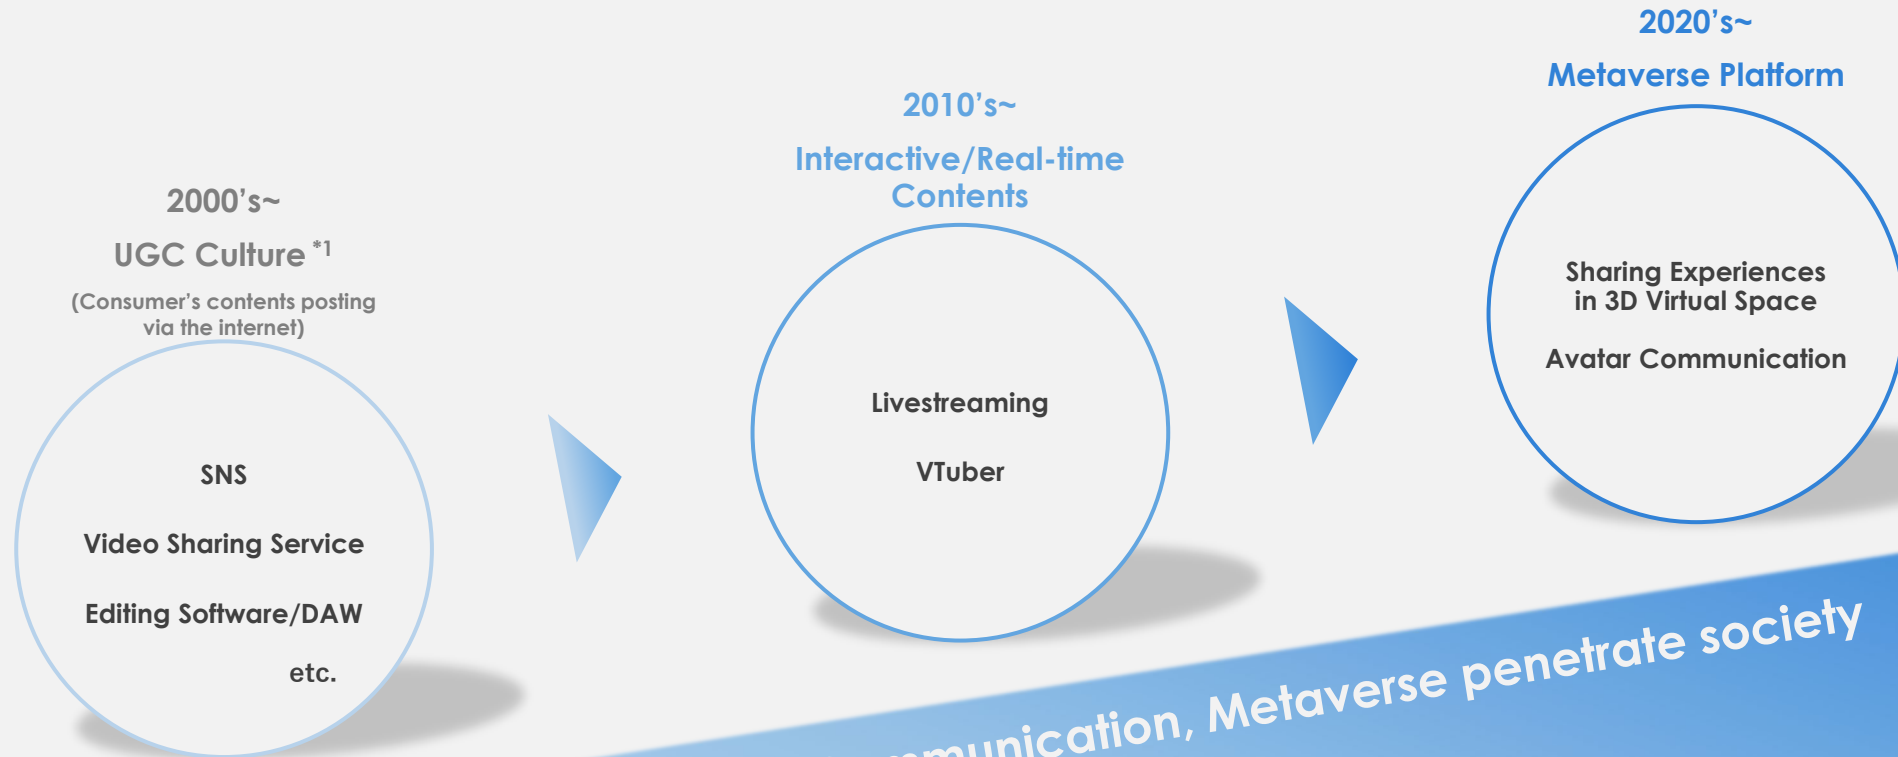 2000's~
UGC Culture *1
(Consumer's contents posting
via the internet)
SNS
Video Sharing Service
Editing Software/DAW
etc.
2010's~
Interactive/Real-time
Contents
Livestreaming
VTuber
2020's~
Metaverse Platform
Sharing Experiences
in 3D Virtual Space
Avatar Communication
Metaverse penetrate society